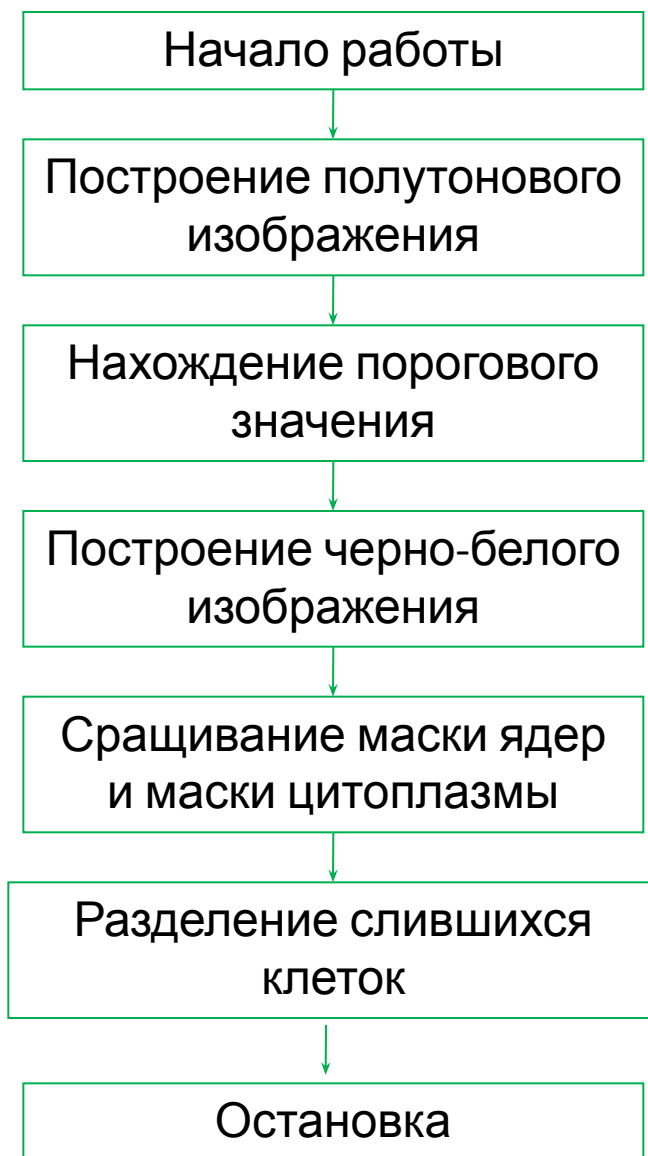 Начало работы
Построение полутонового
изображения
Нахождение порогового
значения
Построение черно-белого
изображения
Сращивание маски ядер
и маски цитоплазмы
Разделение слившихся
клеток
Остановка